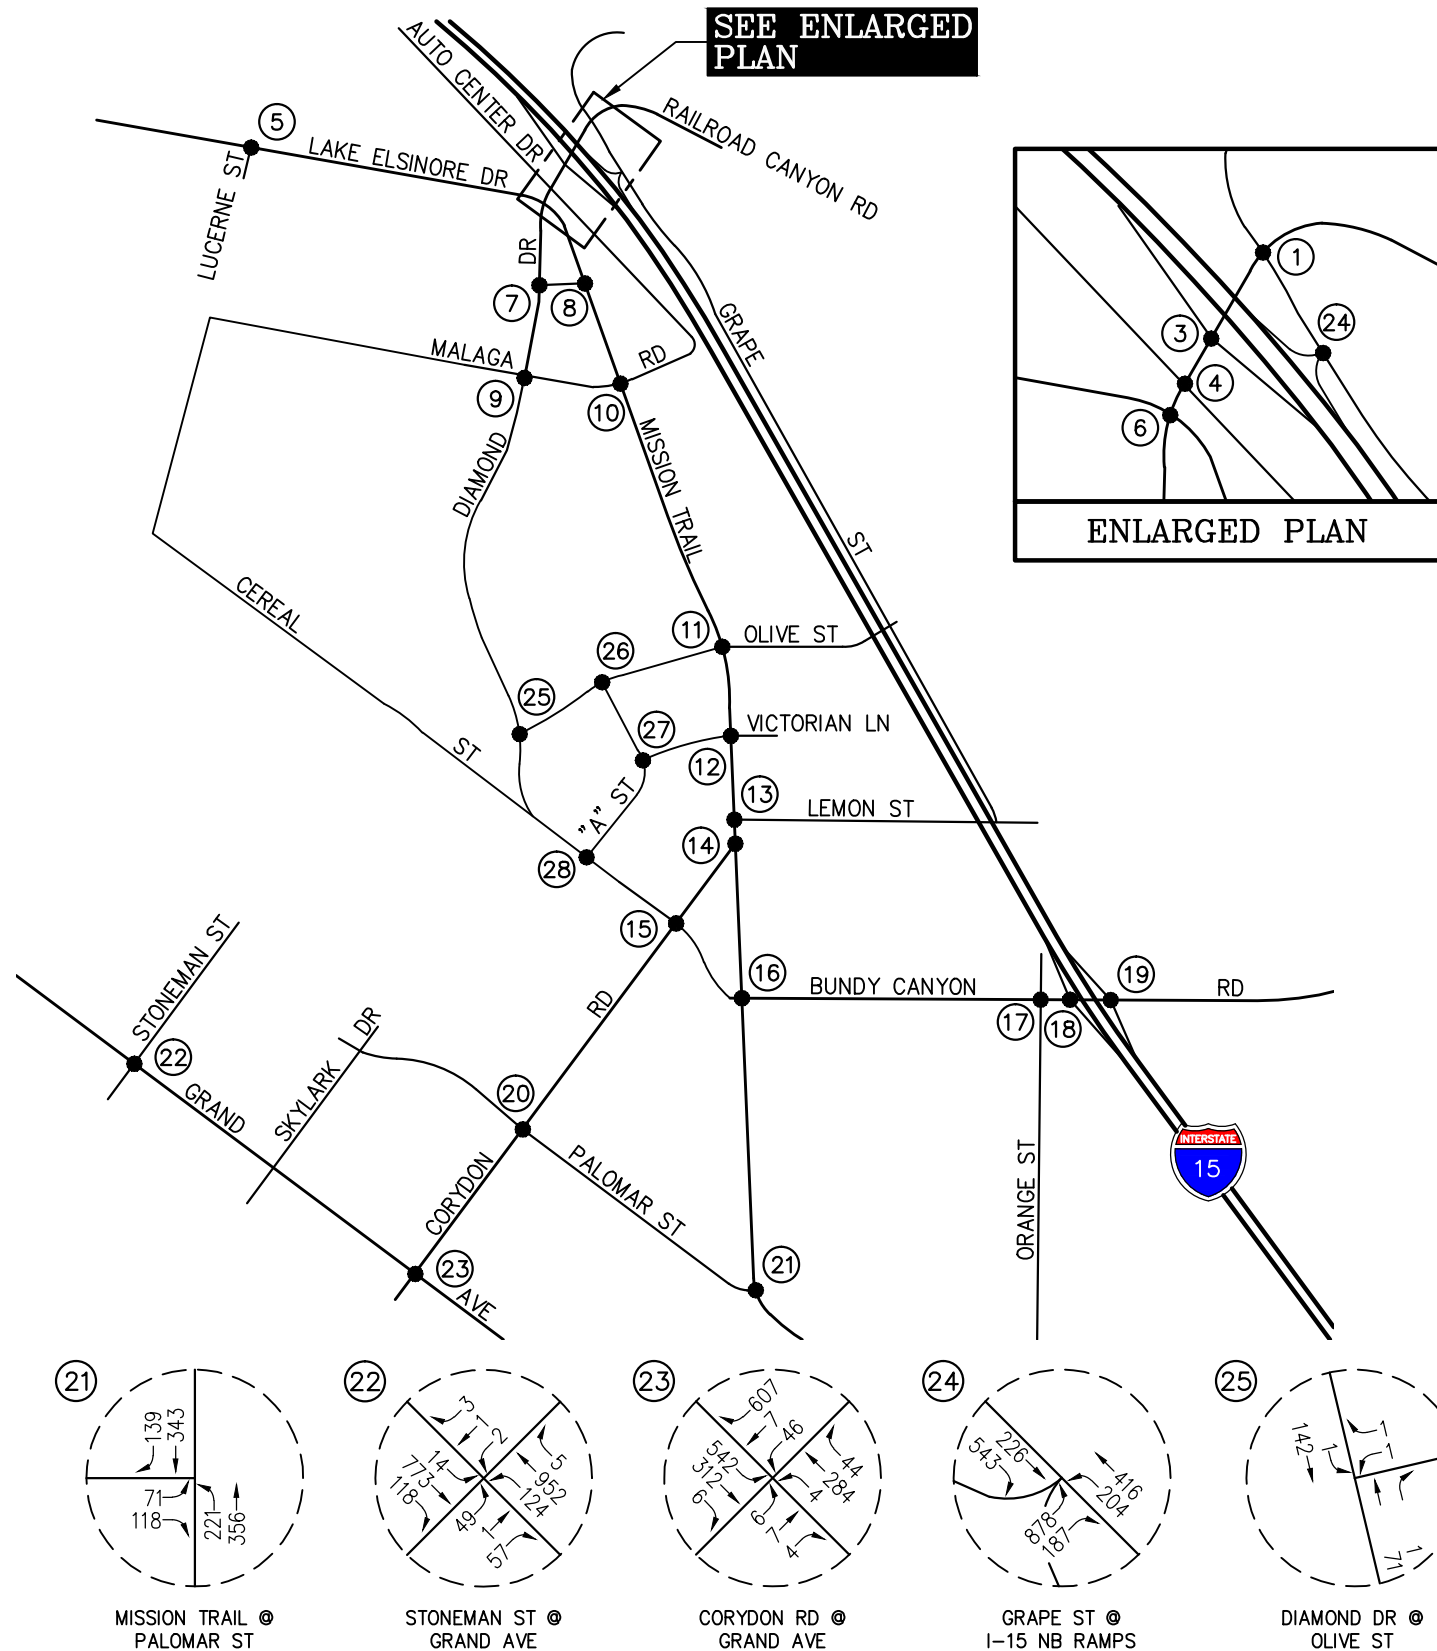 SEE ENLARGED
PLAN
AUTO CENTER DR
RAILROAD CANYON RD
5
LAKE ELSINORE DR
LUCERNE ST
DR
7
8
1
3
24
4
6
ENLARGED PLAN
GRAPE
ST
MALAGA
RD
9
10
DIAMOND
MISSION TRAIL
CEREAL
ST
11
OLIVE ST
26
25
27
VICTORIAN LN
12
13
LEMON ST
"A" ST
14
28
15
STONEMAN ST
16
BUNDY CANYON
RD
19
17
18
RD
SKYLARK DR
22
GRAND
20
CORYDON
PALOMAR ST
ORANGE ST
INTERSTATE
15
23
AVE
21
21
139
343
71
118
221
356
MISSION TRAIL @
PALOMAR ST
22
3
1
2
14
773
118
5
952
124
49
1
57
STONEMAN ST @
GRAND AVE
23
607
7
46
542
312
6
44
284
4
6
7
4
CORYDON RD @
GRAND AVE
24
226
543
416
204
878
187
GRAPE ST @
I-15 NB RAMPS
25
142
1
1
1
1
71
DIAMOND DR @
OLIVE ST